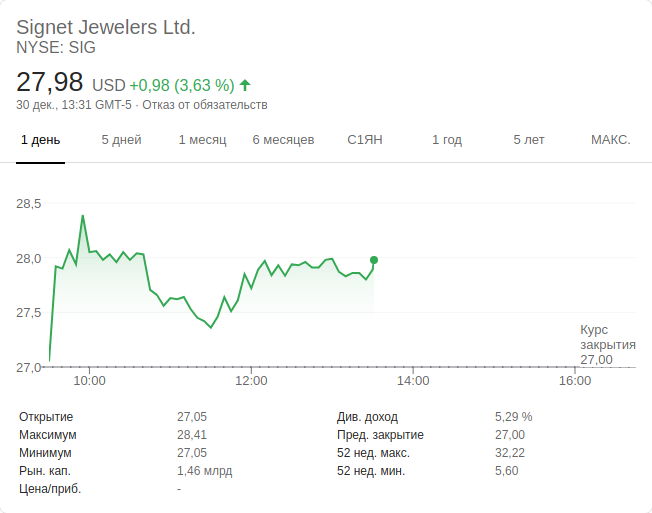 Signet Jewelers Ltd.
NYSE: SIG
27,98 USD +0,98 (3,63 %)
30 дек., 13:31 GMT-5 · Отказ от обязательств
1 день 5 дней 1 месяц 6 месяцев С1ЯН 1 год 5 лет МАКС.
28,5
28,0
27,5
27,0
Курс
закрытия
27,00
10:00 12:00 14:00 16:00
Открытие 27,05 Див. доход 5,29 %
Максимум 28,41 Пред. закрытие 27,00
Минимум 27,05 52 нед. макс. 32,22
Рын. кап. 1,46 млрд 52 нед. мин. 5,60
Цена/приб. -